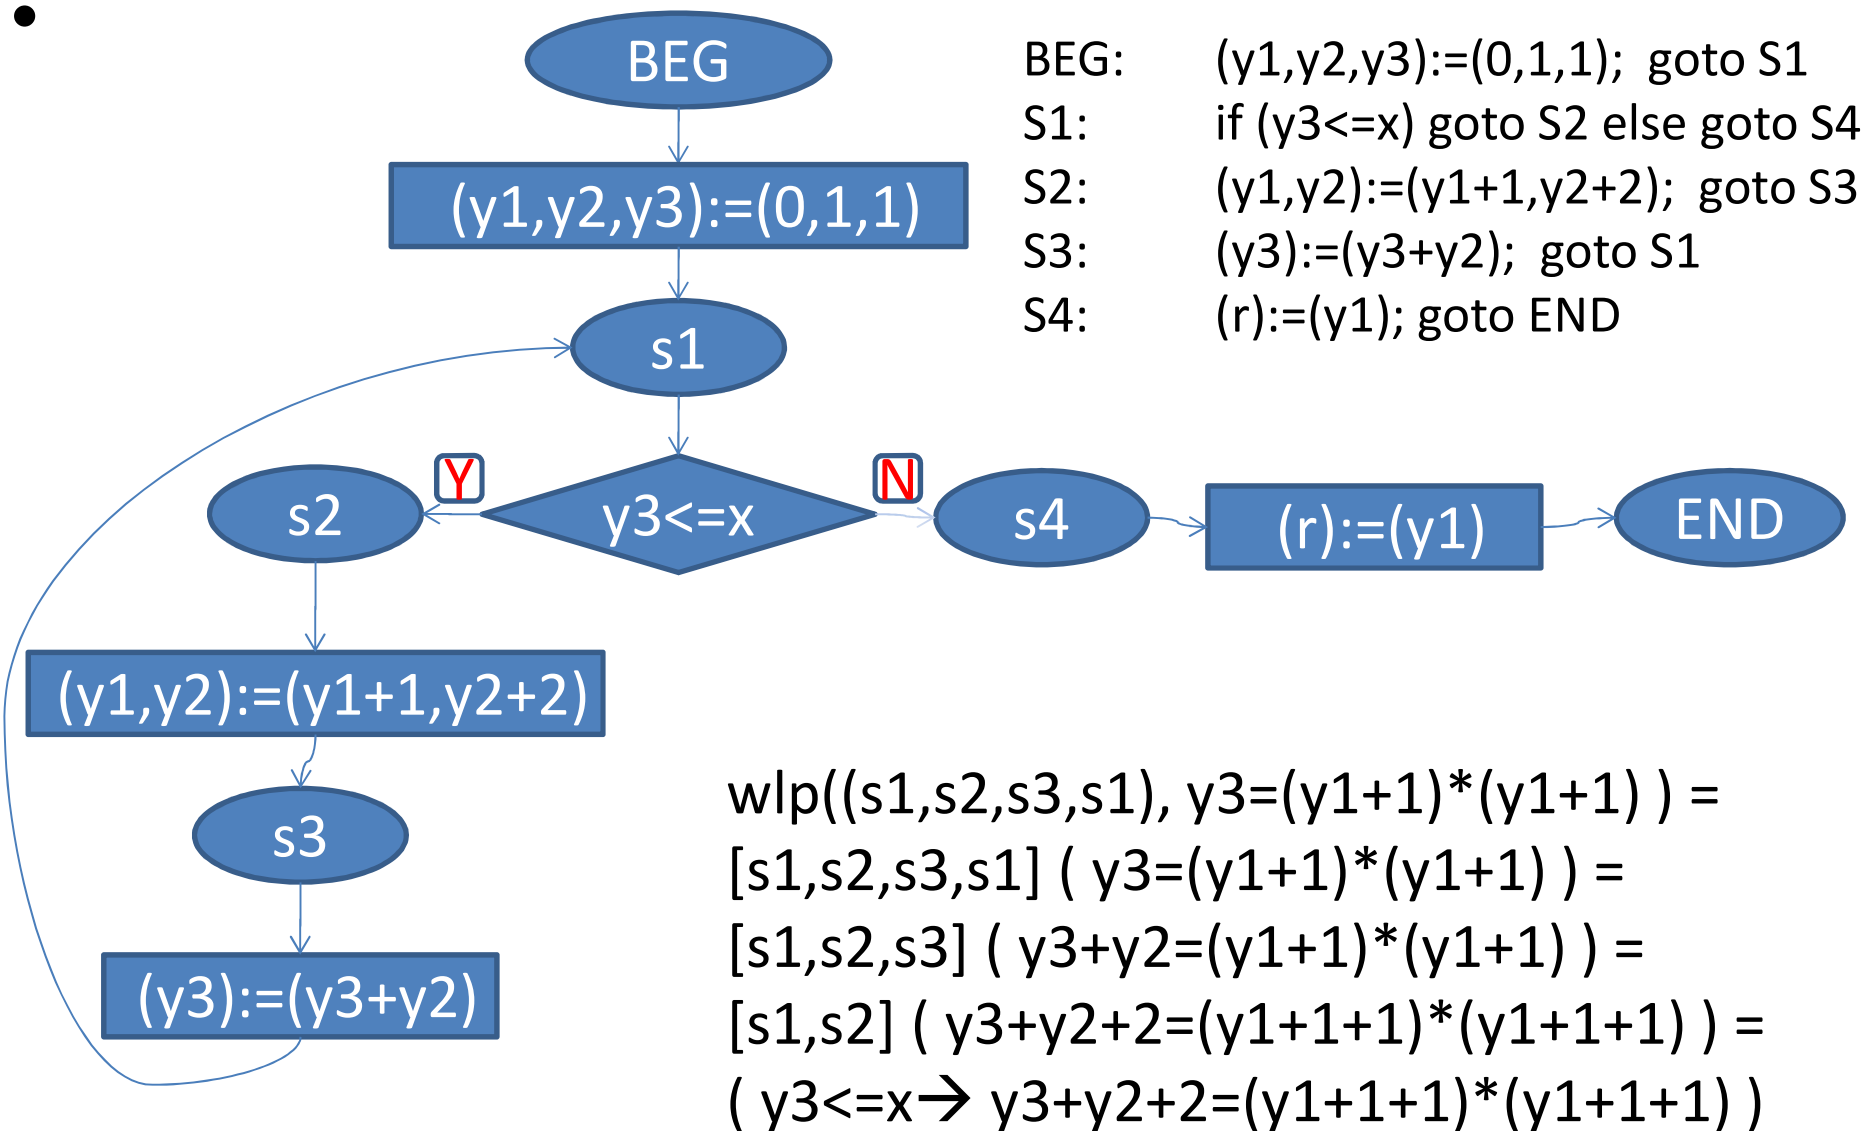 •
BEG
(y1,y2,y3):=(0,1,1)
s1
Y
N
s2
y3<=x
s4
(r):=(y1)
END
(y1,y2):=(y1+1,y2+2)
s3
(y3):=(y3+y2)
BEG: (y1,y2,y3):=(0,1,1); goto S1
S1: if (y3<=x) goto S2 else goto S4
S2: (y1,y2):=(y1+1,y2+2); goto S3
S3: (y3):=(y3+y2); goto S1
S4: (r):=(y1); goto END
wlp((s1,s2,s3,s1), y3=(y1+1)*(y1+1) ) =
[s1,s2,s3,s1] ( y3=(y1+1)*(y1+1) ) =
[s1,s2,s3] ( y3+y2=(y1+1)*(y1+1) ) =
[s1,s2] ( y3+y2+2=(y1+1+1)*(y1+1+1) ) =
( y3<=x→ y3+y2+2=(y1+1+1)*(y1+1+1) )